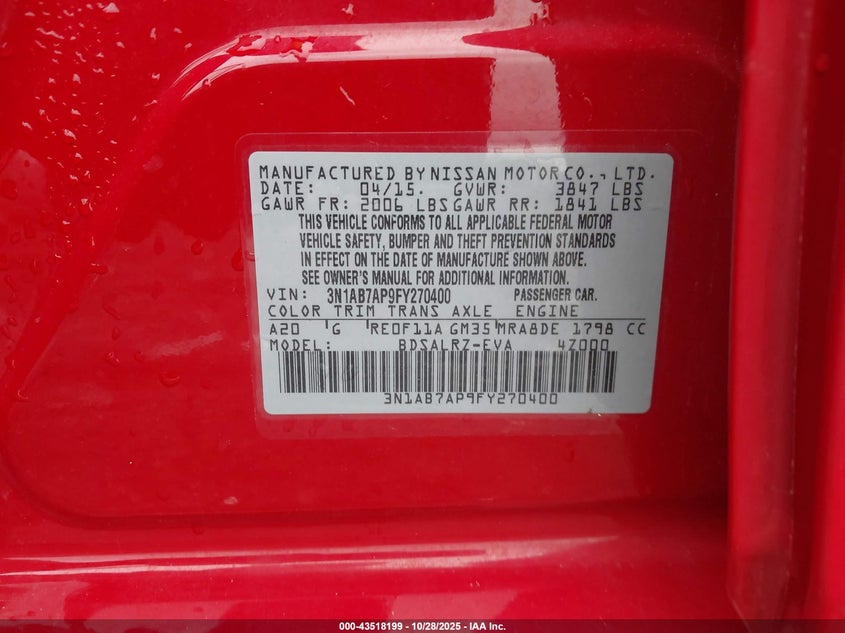 MANUFACTURED BY NISSAN MOTOR CO., LTD.
DATE: 04/15. GVWR: 3847 LBS
GAWR FR: 2006 LBS GAWR RR: 1841 LBS
THIS VEHICLE CONFORMS TO ALL APPLICABLE FEDERAL MOTOR
VEHICLE SAFETY, BUMPER AND THEFT PREVENTION STANDARDS
IN EFFECT ON THE DATE OF MANUFACTURE SHOWN ABOVE.
SEE OWNER'S MANUAL FOR ADDITIONAL INFORMATION.
VIN: 3N1AB7AP9FY270400 PASSENGER CAR.
COLOR TRIM TRANS AXLE ENGINE
A20 G RE0F11A GM35 MRA8DE 1798 CC
MODEL: BDSALRZ-EVA 4Z000
3N1AB7AP9FY270400
000-43518199 - 10/28/2025 - IAA Inc.